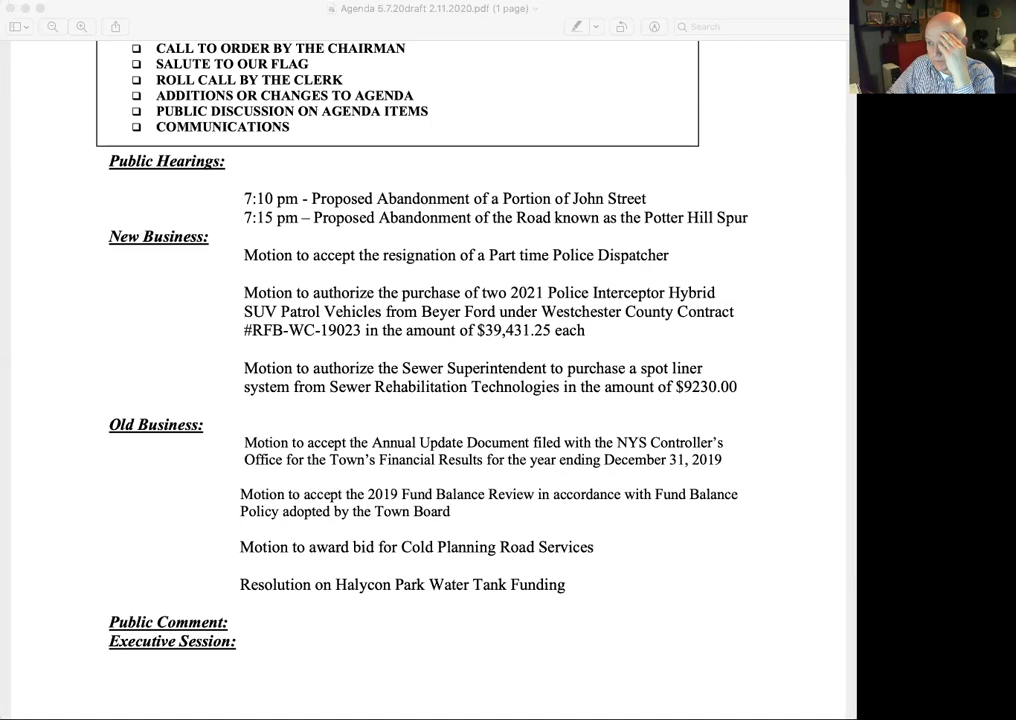 Agenda 5.7.20draft 2.11.2020.pdf (1 page)
Search
CALL TO ORDER BY THE CHAIRMAN
SALUTE TO OUR FLAG
ROLL CALL BY THE CLERK
ADDITIONS OR CHANGES TO AGENDA
PUBLIC DISCUSSION ON AGENDA ITEMS
COMMUNICATIONS
Public Hearings:
7:10 pm - Proposed Abandonment of a Portion of John Street
7:15 pm – Proposed Abandonment of the Road known as the Potter Hill Spur
New Business:
Motion to accept the resignation of a Part time Police Dispatcher
Motion to authorize the purchase of two 2021 Police Interceptor Hybrid
SUV Patrol Vehicles from Beyer Ford under Westchester County Contract
#RFB-WC-19023 in the amount of $39,431.25 each
Motion to authorize the Sewer Superintendent to purchase a spot liner
system from Sewer Rehabilitation Technologies in the amount of $9230.00
Old Business:
Motion to accept the Annual Update Document filed with the NYS Controller's
Office for the Town's Financial Results for the year ending December 31, 2019
Motion to accept the 2019 Fund Balance Review in accordance with Fund Balance
Policy adopted by the Town Board
Motion to award bid for Cold Planning Road Services
Resolution on Halycon Park Water Tank Funding
Public Comment:
Executive Session: